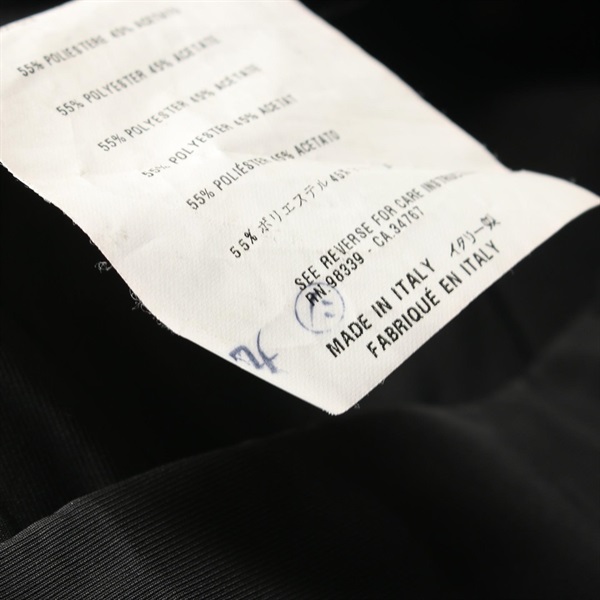 55% POLIESTERE 45% ACETATO
55% POLYESTER 45% ACETATE
55% POLYESTER 45% ACETATE
55% POLYESTER 45% ACETAT
55% POLIÉSTER 45% ACETATO
55% ポリエステル 45%
SEE REVERSE FOR CARE INSTRUC
RN.98339 - CA.34767
MADE IN ITALY イタリー製
FABRIQUÉ EN ITALY